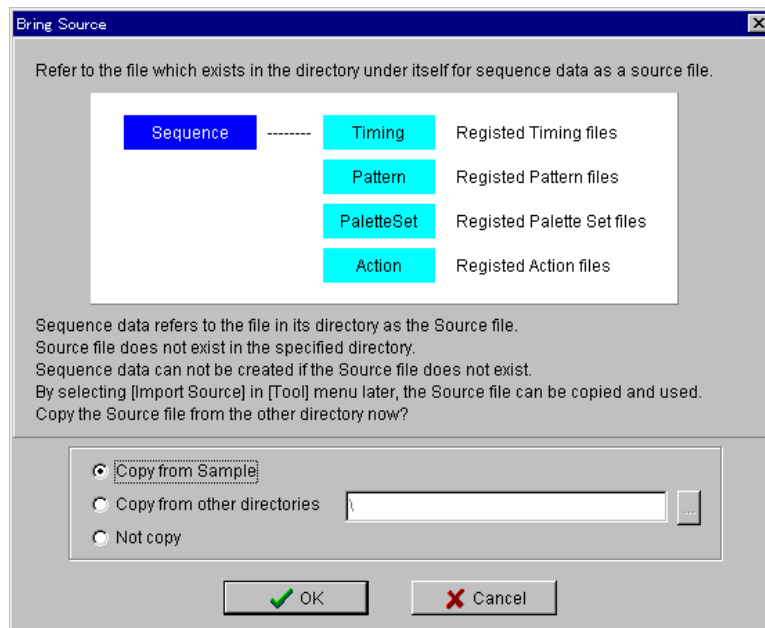 Bring Source
Refer to the file which exists in the directory under itself for sequence data as a source file.
Sequence -------- Timing Registed Timing files
Pattern Registed Pattern files
PaletteSet Registed Palette Set files
Action Registed Action files
Sequence data refers to the file in its directory as the Source file.
Source file does not exist in the specified directory.
Sequence data can not be created if the Source file does not exist.
By selecting [Import Source] in [Tool] menu later, the Source file can be copied and used.
Copy the Source file from the other directory now?
Copy from Sample
Copy from other directories \ ...
Not copy
OK Cancel